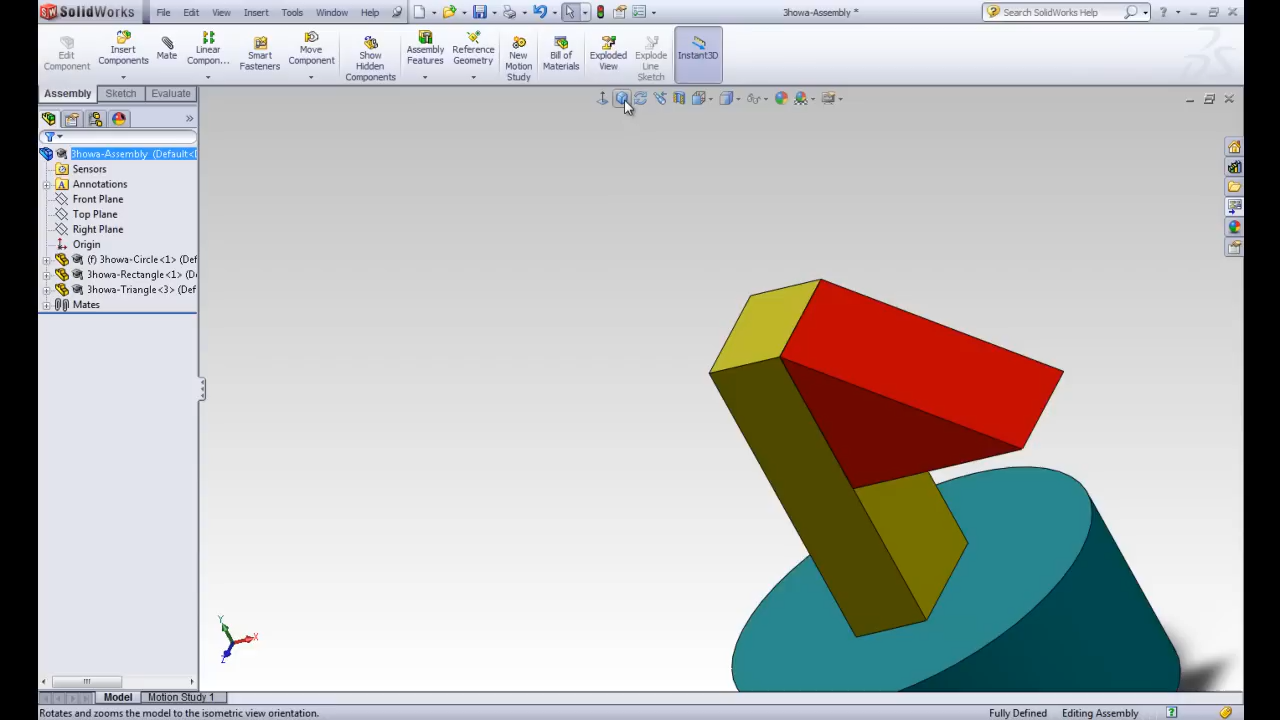 SolidWorks File Edit View Insert Tools Window Help 3howa-Assembly * Search SolidWorks Help ?
Edit Component
Insert Components
Mate
Linear Compon...
Smart Fasteners
Move Component
Show Hidden Components
Assembly Features
Reference Geometry
New Motion Study
Bill of Materials
Exploded View
Explode Line Sketch
Instant3D
Assembly Sketch Evaluate
»
3howa-Assembly (Default<D
Sensors
A Annotations
Front Plane
Top Plane
Right Plane
Origin
(f) 3howa-Circle<1> (Def
3howa-Rectangle<1> (De
3howa-Triangle<3> (Def
Mates
Y
X
Z
Model Motion Study 1
Rotates and zooms the model to the isometric view orientation. Fully Defined Editing Assembly ?